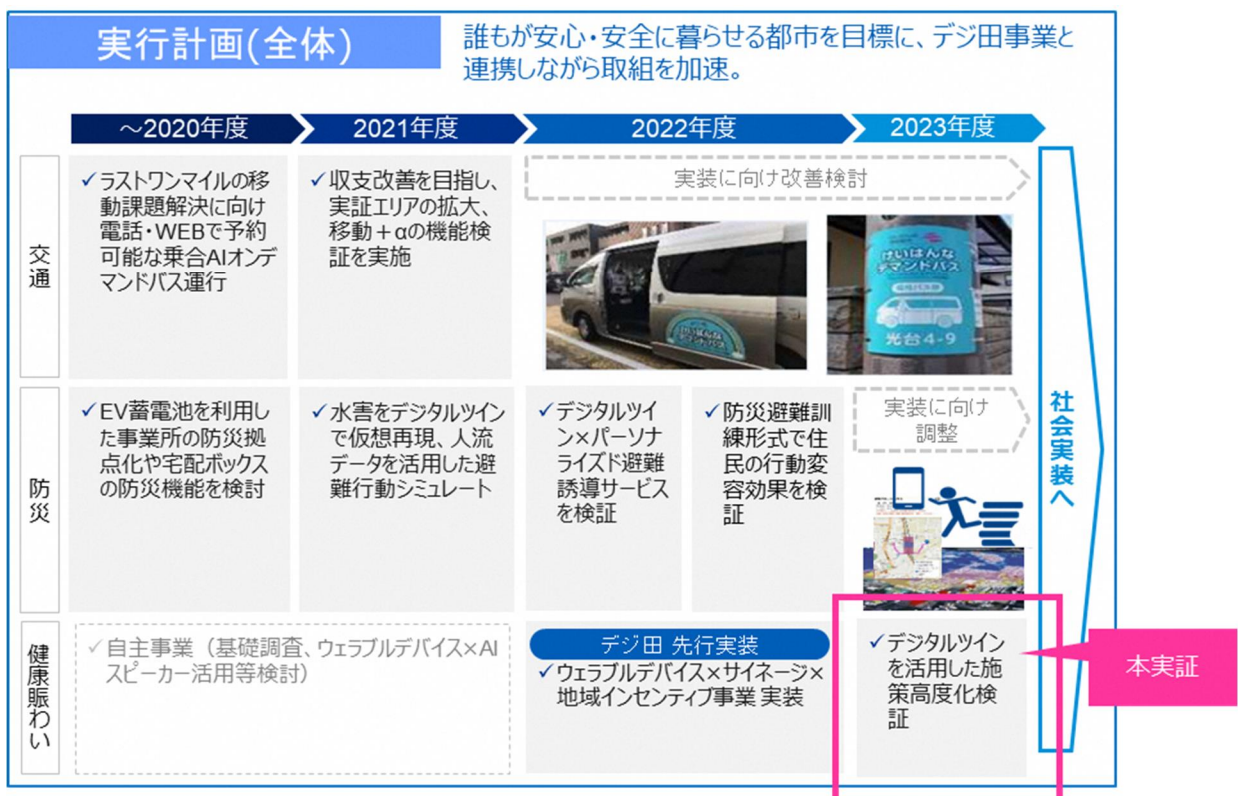 実行計画(全体)
誰もが安心・安全に暮らせる都市を目標に、デジ田事業と
連携しながら取組を加速。
～2020年度
2021年度
2022年度
2023年度
交通
✓ラストワンマイルの移
動課題解決に向け
電話・WEBで予約
可能な乗合AIオンデ
マンドバス運行
✓収支改善を目指し、
実証エリアの拡大、
移動＋αの機能検
証を実施
実装に向け改善検討
けいはんな
デマンドバス
けいはんな
デマンドバス
光台4-9
防災
✓EV蓄電池を利用し
た事業所の防災拠
点化や宅配ボックス
の防災機能を検討
✓水害をデジタルツイン
で仮想再現、人流
データを活用した避
難行動シミュレート
✓デジタルツイ
ン×パーソナ
ライズド避難
誘導サービス
を検証
✓防災避難訓
練形式で住
民の行動変
容効果を検
証
実装に向け
調整
健康賑わい
✓自主事業（基礎調査、ウェラブルデバイス×AI
スピーカー活用等検討）
デジ田 先行実装
✓ウェラブルデバイス×サイネージ×
地域インセンティブ事業 実装
✓デジタルツイン
を活用した施
策高度化検
証
社会実装へ
本実証